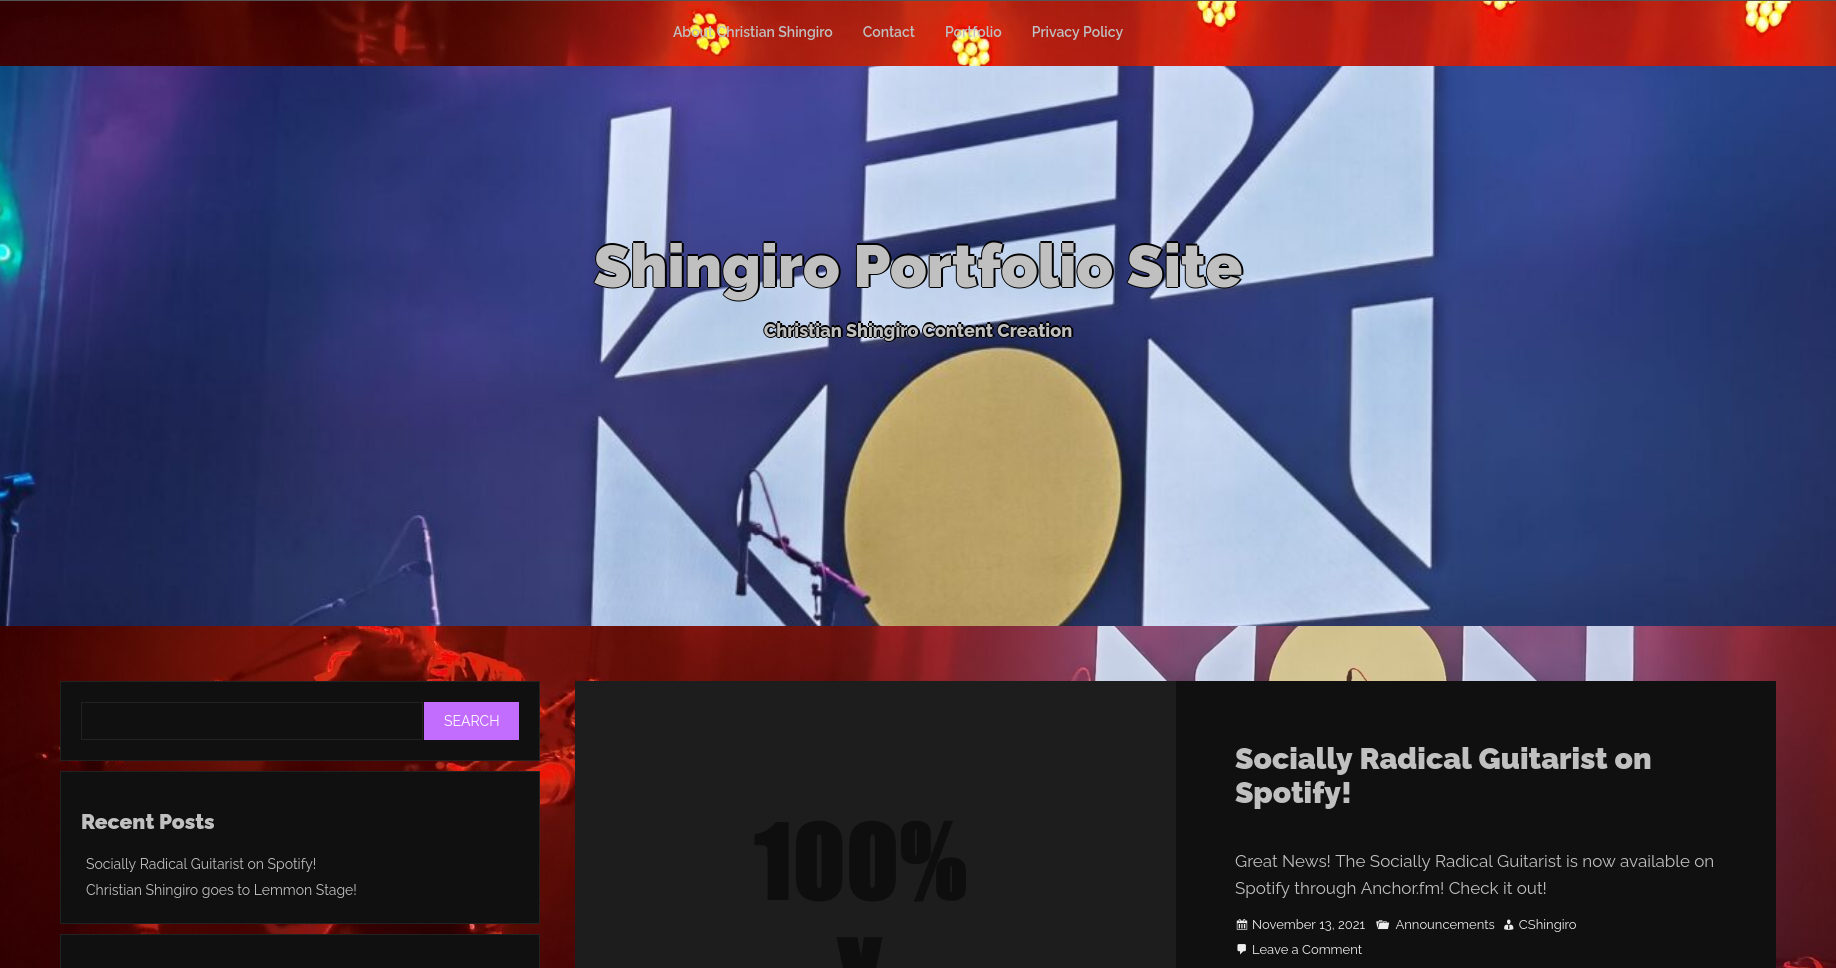 About Christian Shingiro Contact Portfolio Privacy Policy
LEM
MON
Shingiro Portfolio Site
Christian Shingiro Content Creation
SEARCH
Recent Posts
Socially Radical Guitarist on Spotify!
Christian Shingiro goes to Lemmon Stage!
100%
Socially Radical Guitarist on
Spotify!
Great News! The Socially Radical Guitarist is now available on
Spotify through Anchor.fm! Check it out!
November 13, 2021 Announcements CShingiro
Leave a Comment